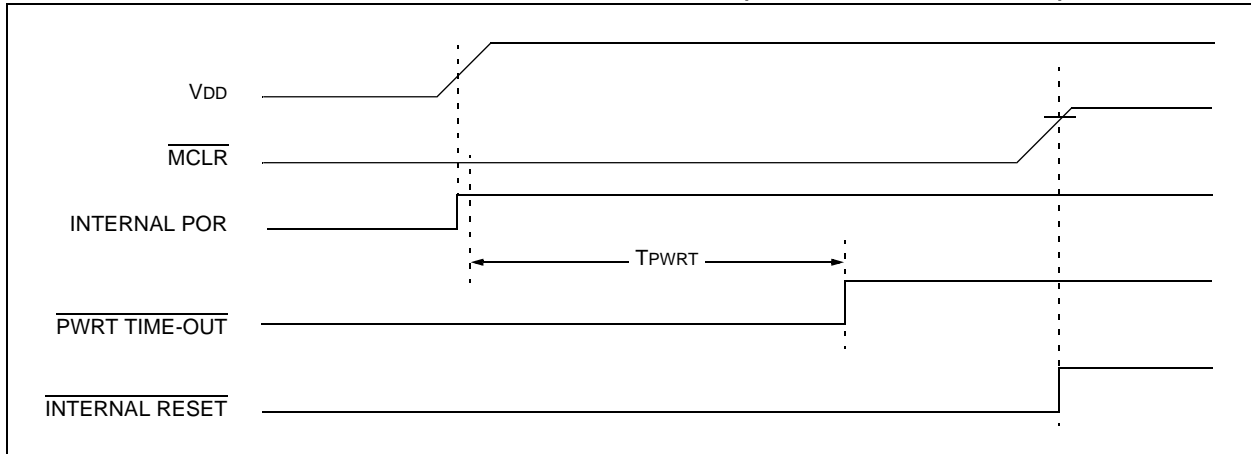 VDD
MCLR
INTERNAL POR
TPWRT
PWRT TIME-OUT
INTERNAL RESET